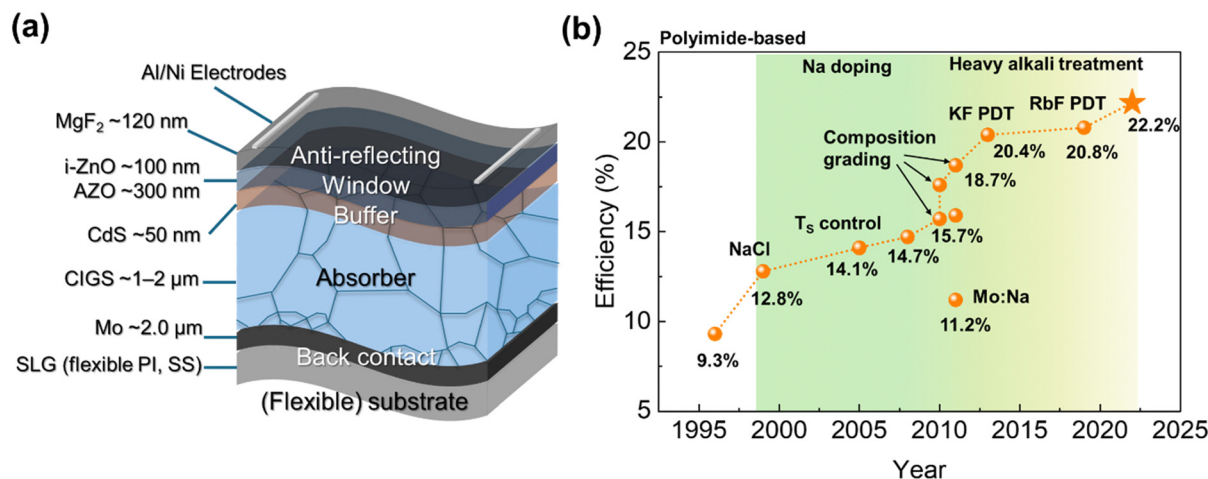 (a)
Al/Ni Electrodes
MgF₂ ~120 nm
i-ZnO ~100 nm
AZO ~300 nm
CdS ~50 nm
CIGS ~1–2 μm
Mo ~2.0 μm
SLG (flexible PI, SS)
Anti-reflecting
Window
Buffer
Absorber
Back contact
(Flexible) substrate
(b)
Polyimide-based
Na doping
Heavy alkali treatment
KF PDT
RbF PDT
22.2%
Composition
grading
20.4%
20.8%
18.7%
NaCl
Tₛ control
15.7%
12.8%
14.1%
14.7%
Mo:Na
11.2%
9.3%
Efficiency (%)
25
20
15
10
5
1995
2000
2005
2010
2015
2020
2025
Year